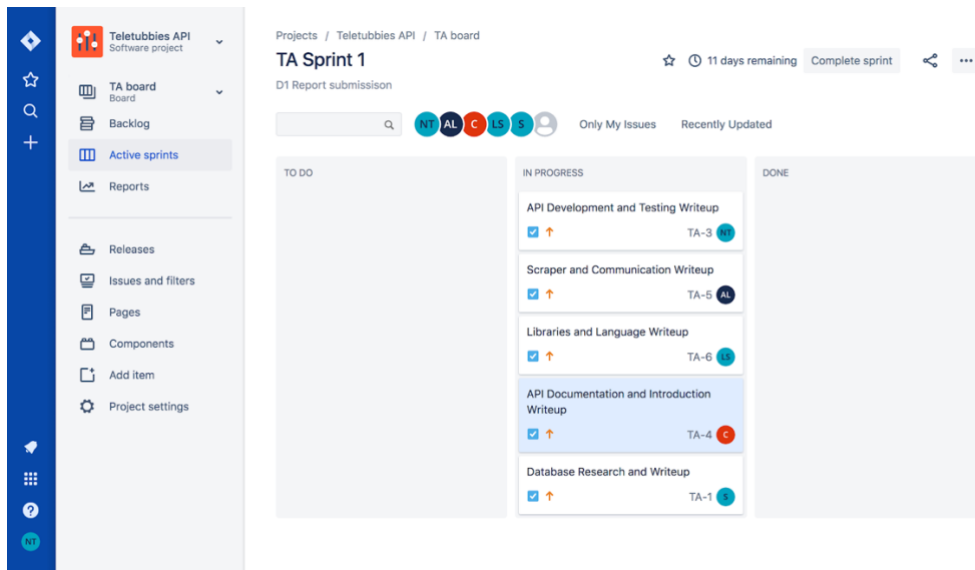 Teletubbies API
Software project
TA board
Board
Backlog
Active sprints
Reports
Releases
Issues and filters
Pages
Components
Add item
Project settings
NT
Projects / Teletubbies API / TA board
TA Sprint 1
11 days remaining
Complete sprint
D1 Report submissison
NT AL C LS S
Only My Issues
Recently Updated
TO DO
IN PROGRESS
API Development and Testing Writeup
TA-3 NT
Scraper and Communication Writeup
TA-5 AL
Libraries and Language Writeup
TA-6 LS
API Documentation and Introduction
Writeup
TA-4 C
Database Research and Writeup
TA-1 S
DONE